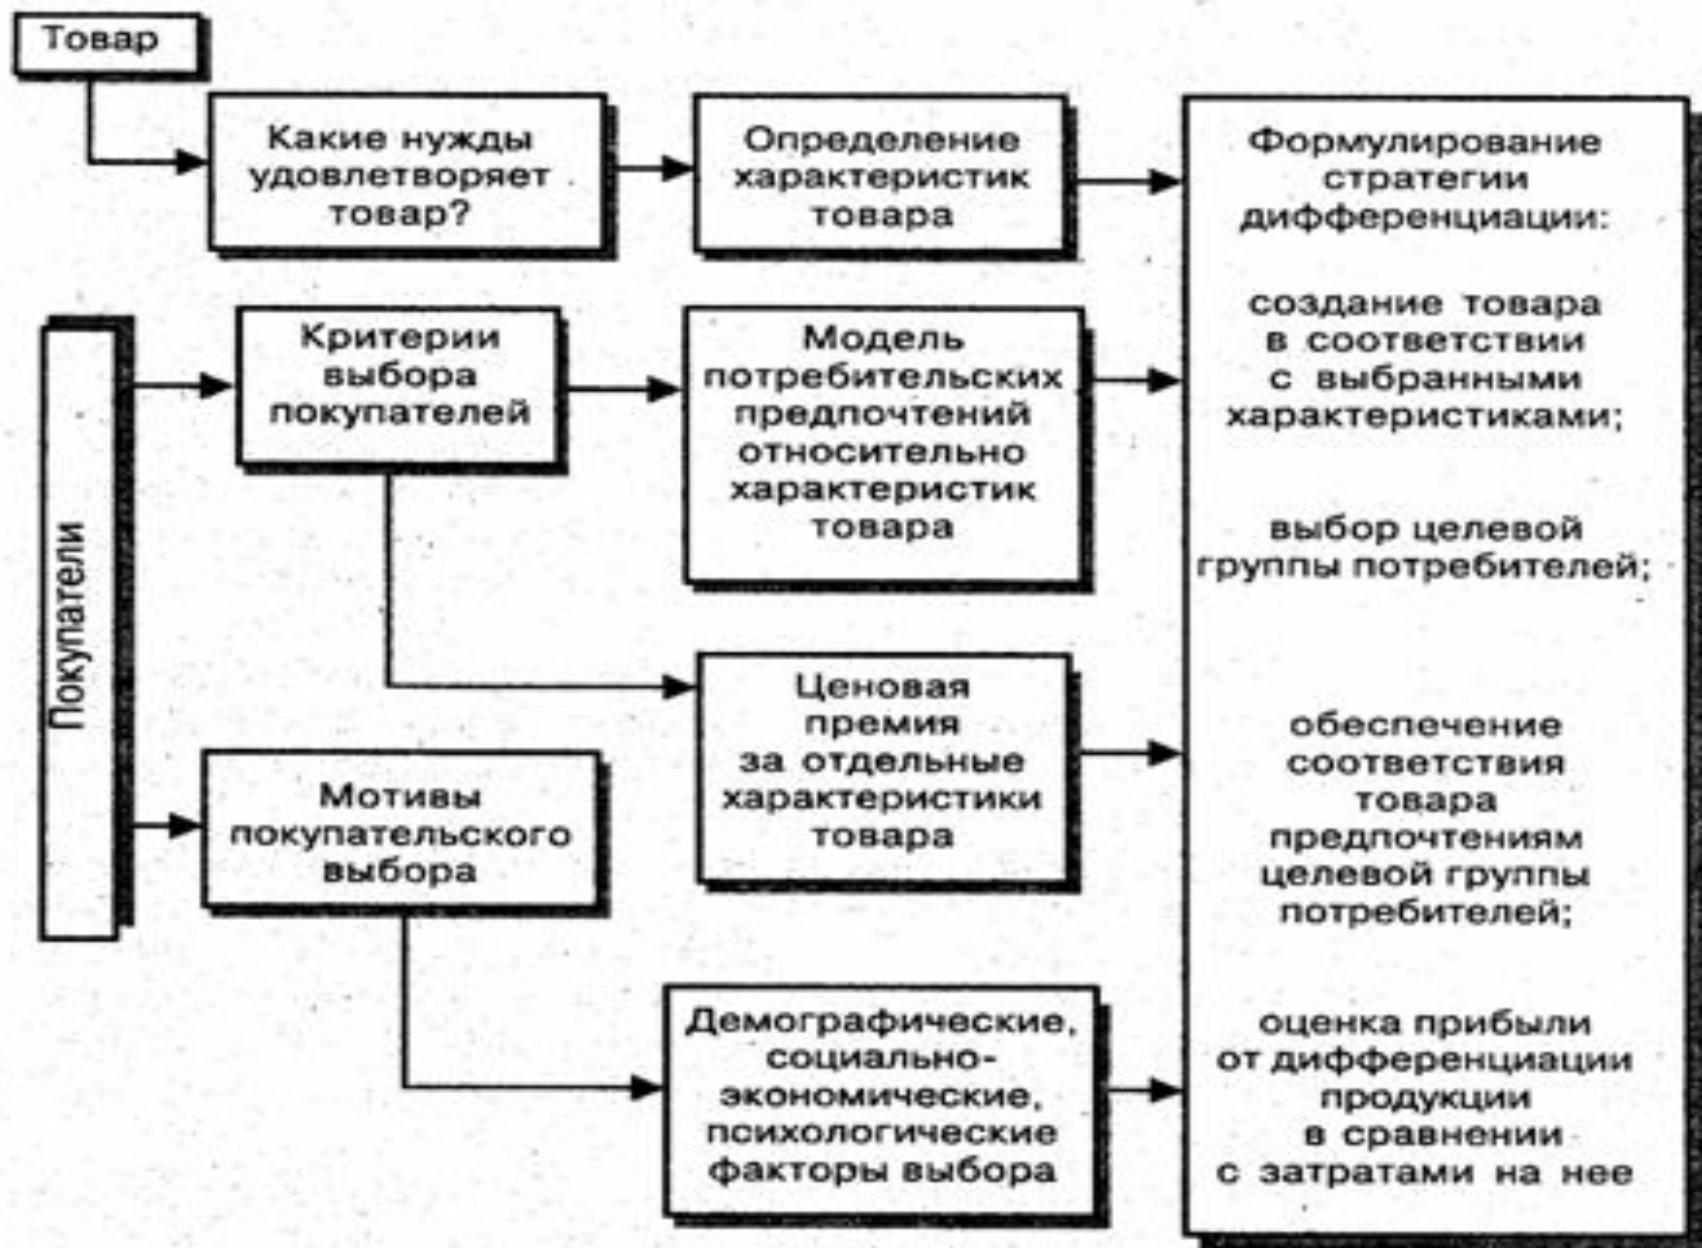 Товар
Какие нужды
удовлетворяет
товар?
Определение
характеристик
товара
Формулирование
стратегии
дифференциации:
создание товара
в соответствии
с выбранными
характеристиками;
выбор целевой
группы потребителей;
обеспечение
соответствия
товара
предпочтениям
целевой группы
потребителей;
оценка прибыли
от дифференциации
продукции
в сравнении
с затратами на нее
Покупатели
Критерии
выбора
покупателей
Модель
потребительских
предпочтений
относительно
характеристик
товара
Ценовая
премия
за отдельные
характеристики
товара
Мотивы
покупательского
выбора
Демографические,
социально-
экономические,
психологические
факторы выбора